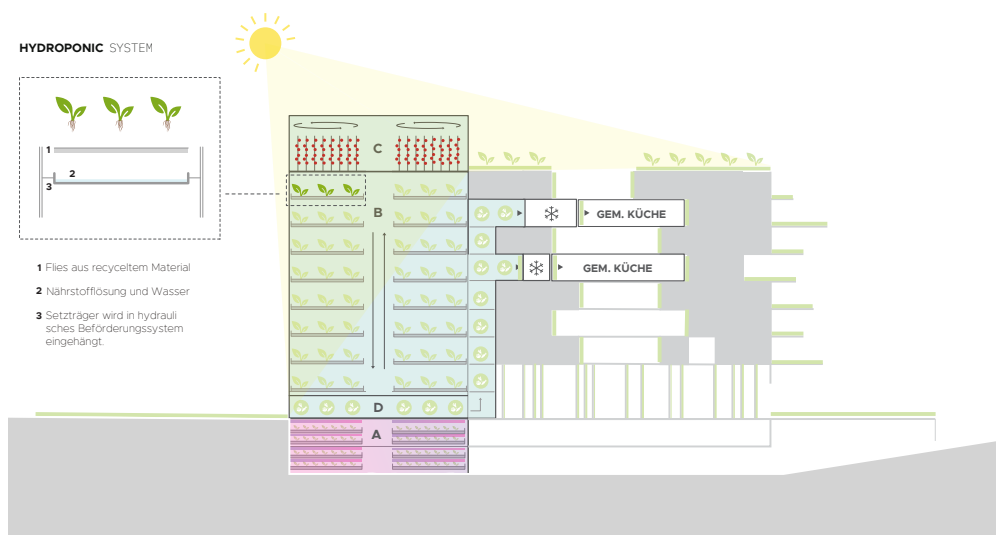 HYDROPONIC SYSTEM
1
2
3
1 Flies aus recyceltem Material
2 Nährstofflösung und Wasser
3 Setzträger wird in hydrauli
sches Beförderungssystem
eingehängt.
C
B
GEM. KÜCHE
GEM. KÜCHE
D
A